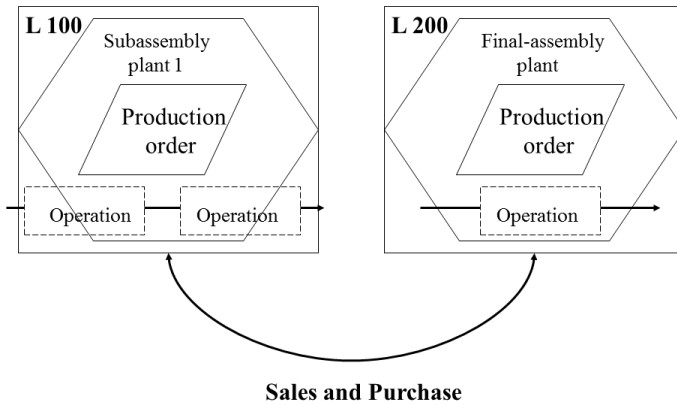 L 100
Subassembly
plant 1
Production
order
Operation
Operation
L 200
Final-assembly
plant
Production
order
Operation
Sales and Purchase